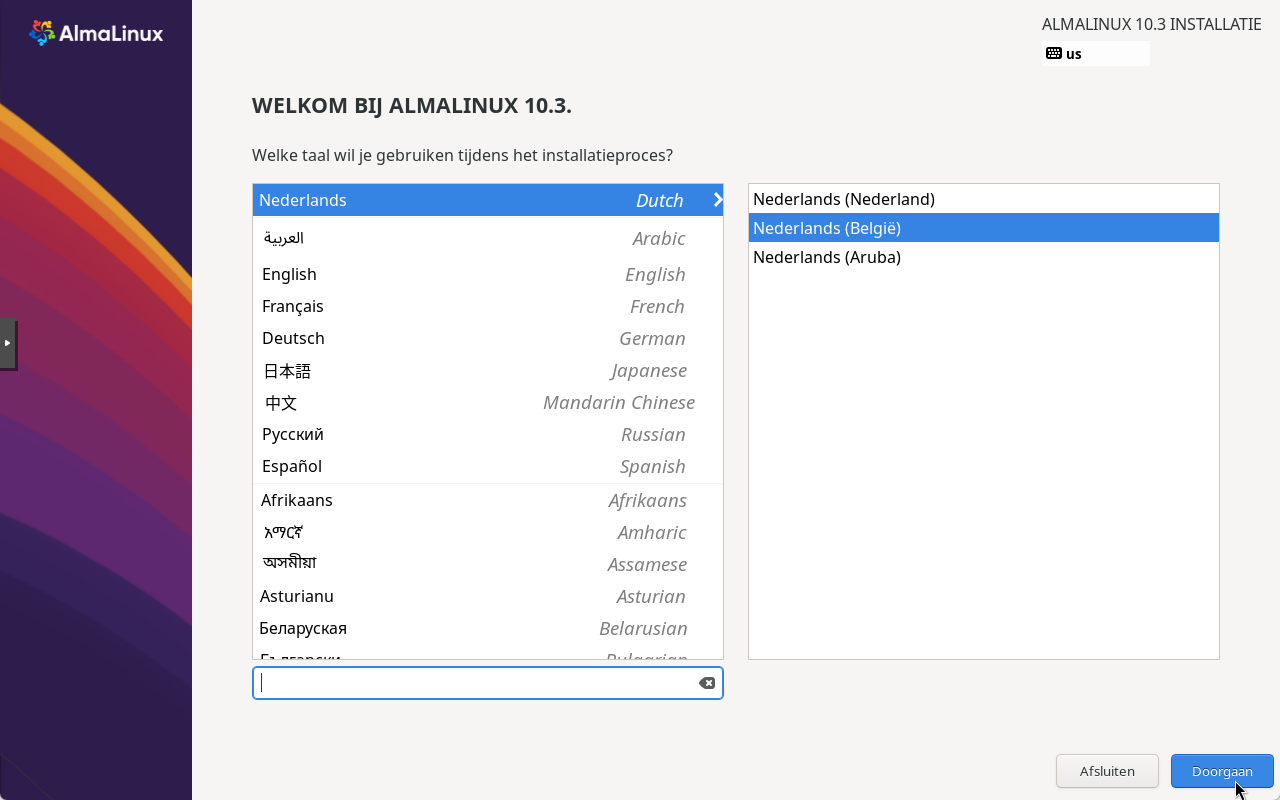 AlmaLinux
ALMALINUX 10.3 INSTALLATIE
us
WELKOM BIJ ALMALINUX 10.3.
Welke taal wil je gebruiken tijdens het installatieproces?
Nederlands Dutch
العربية Arabic
English English
Français French
Deutsch German
日本語 Japanese
中文 Mandarin Chinese
Русский Russian
Español Spanish
Afrikaans Afrikaans
አማርኛ Amharic
অসমীয়া Assamese
Asturianu Asturian
Беларуская Belarusian
Български Bulgarian
Nederlands (Nederland)
Nederlands (België)
Nederlands (Aruba)
Afsluiten
Doorgaan